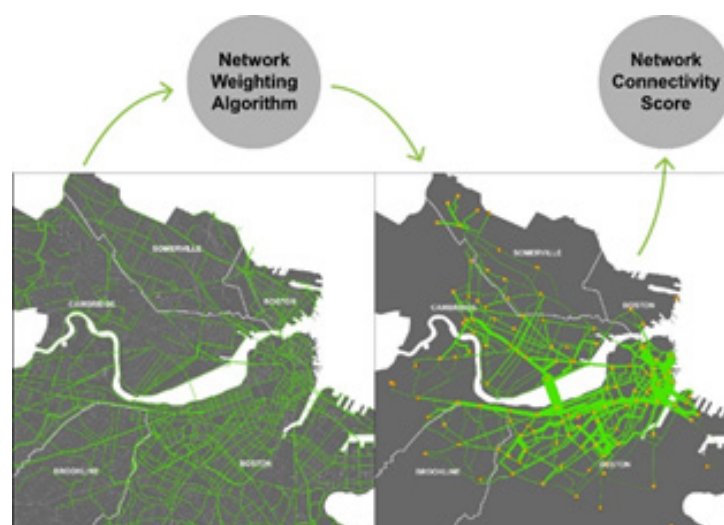 Network
Weighting
Algorithm
Network
Connectivity
Score
SOMERVILLE
CAMBRIDGE
BOSTON
BROOKLINE
BOSTON
SOMERVILLE
CAMBRIDGE
BOSTON
BROOKLINE
BOSTON